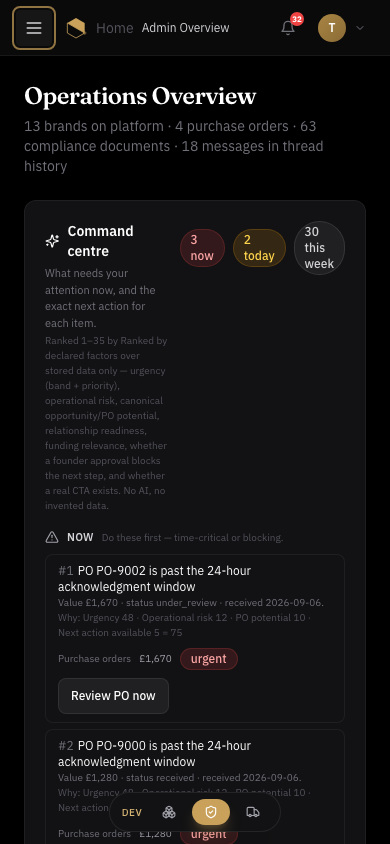 32
Home Admin Overview
T
Operations Overview
13 brands on platform · 4 purchase orders · 63
compliance documents · 18 messages in thread
history
Command
centre
3
now
2
today
30
this
week
What needs your
attention now, and the
exact next action for
each item.
Ranked 1–35 by Ranked by
declared factors over
stored data only — urgency
(band + priority),
operational risk, canonical
opportunity/PO potential,
relationship readiness,
funding relevance, whether
a founder approval blocks
the next step, and whether
a real CTA exists. No AI, no
invented data.
NOW Do these first — time-critical or blocking.
#1 PO PO-9002 is past the 24-hour
acknowledgment window
Value £1,670 · status under_review · received 2026-09-06.
Why: Urgency 48 · Operational risk 12 · PO potential 10 ·
Next action available 5 = 75
Purchase orders £1,670 urgent
Review PO now
#2 PO PO-9000 is past the 24-hour
acknowledgment window
Value £1,280 · status received · received 2026-09-06.
Why: Urgency 48 · Operational risk 12 · PO potential 10 ·
Next action
DEV
Purchase orders £1,280 urgent